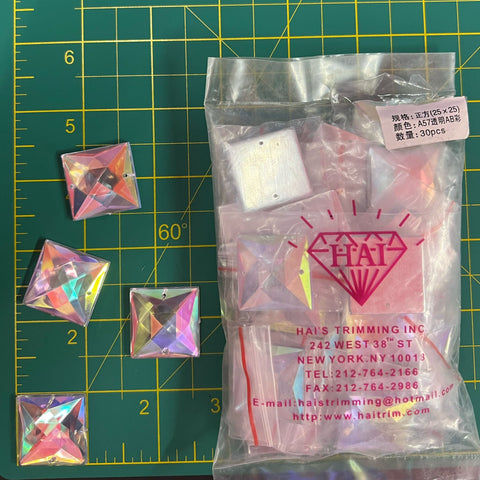 规格:正方(25×25)
颜色:A57透明AB彩
数量:30pcs
HAI
HAI'S TRIMMING INC
242 WEST 38TH ST
NEW YORK.NY 10018
TEL:212-764-2166
FAX:212-764-2986
E-mail:haistrimming@hotmail.com
http:www.haitrim.com
6
5
60°
2
1
2
3